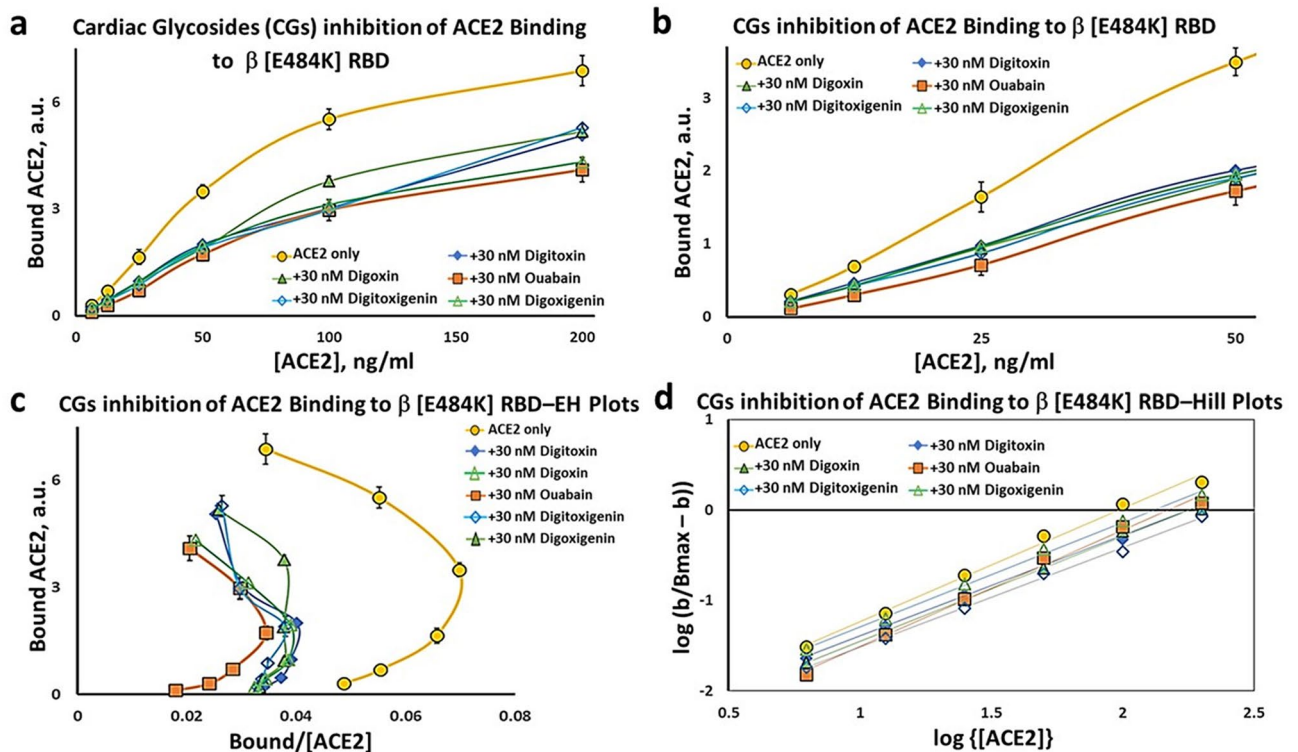 a
Cardiac Glycosides (CGs) inhibition of ACE2 Binding
to β [E484K] RBD
Bound ACE2, a.u.
6
3
0
ACE2 only
+30 nM Digitoxin
+30 nM Digoxin
+30 nM Ouabain
+30 nM Digitoxigenin
+30 nM Digoxigenin
0
50
100
150
200
[ACE2], ng/ml
b
CGs inhibition of ACE2 Binding to β [E484K] RBD
Bound ACE2, a.u.
3
2
1
0
ACE2 only
+30 nM Digitoxin
+30 nM Digoxin
+30 nM Ouabain
+30 nM Digitoxigenin
+30 nM Digoxigenin
0
25
50
[ACE2], ng/ml
c
CGs inhibition of ACE2 Binding to β [E484K] RBD–EH Plots
Bound ACE2, a.u.
6
3
0
ACE2 only
+30 nM Digitoxin
+30 nM Digoxin
+30 nM Ouabain
+30 nM Digitoxigenin
+30 nM Digoxigenin
0
0.02
0.04
0.06
0.08
Bound/[ACE2]
d
CGs inhibition of ACE2 Binding to β [E484K] RBD–Hill Plots
log (b/Bmax – b))
1
0
-1
-2
ACE2 only
+30 nM Digitoxin
+30 nM Digoxin
+30 nM Ouabain
+30 nM Digitoxigenin
+30 nM Digoxigenin
0.5
1
1.5
2
2.5
log {[ACE2]}